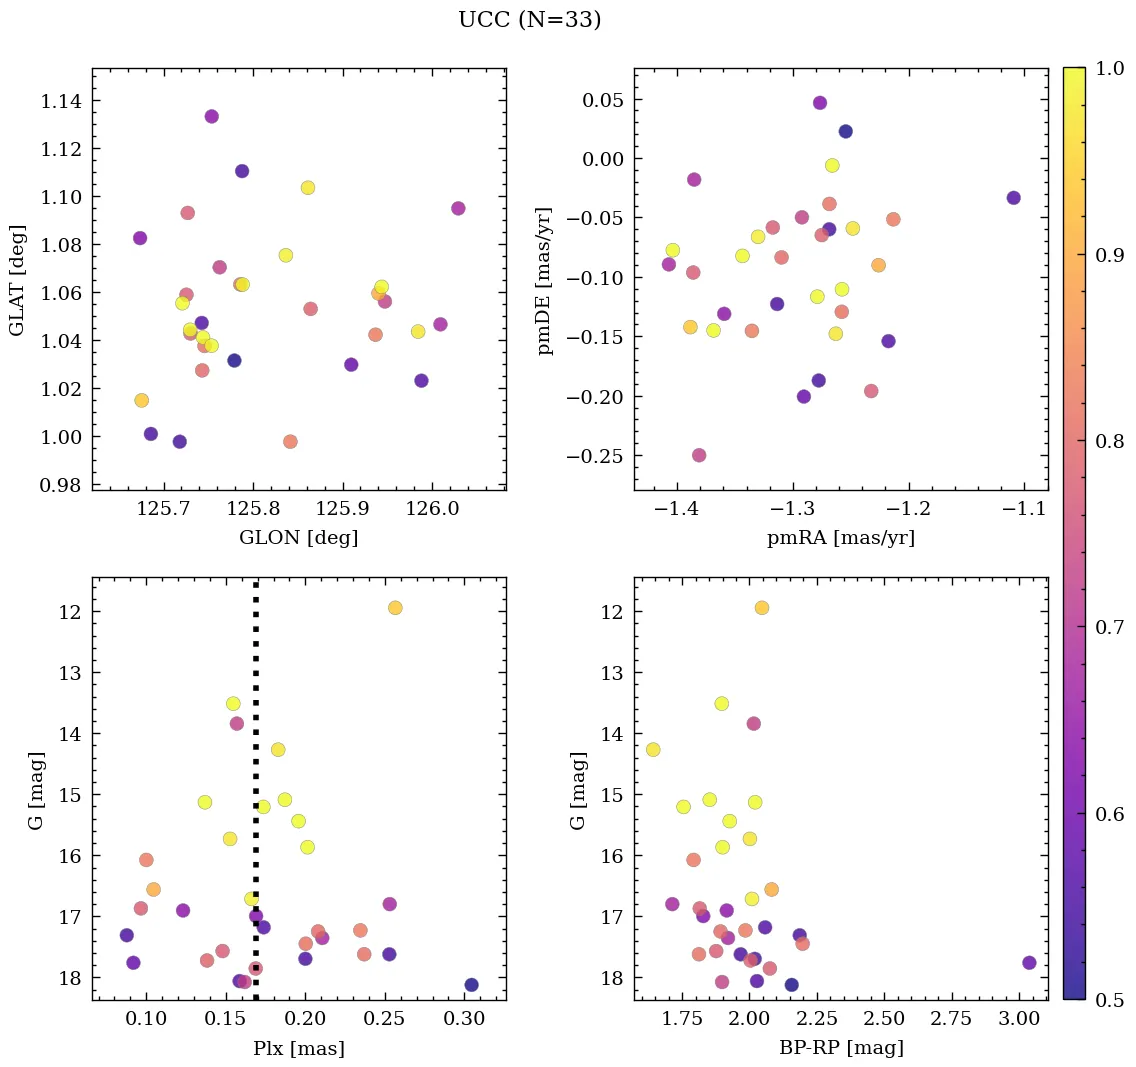 UCC (N=33)
1.14
1.12
1.10
1.08
1.06
1.04
1.02
1.00
0.98
GLAT [deg]
125.7 125.8 125.9 126.0
GLON [deg]
0.05
0.00
−0.05
−0.10
−0.15
−0.20
−0.25
pmDE [mas/yr]
−1.4 −1.3 −1.2 −1.1
pmRA [mas/yr]
12
13
14
15
16
17
18
G [mag]
0.10 0.15 0.20 0.25 0.30
Plx [mas]
12
13
14
15
16
17
18
G [mag]
1.75 2.00 2.25 2.50 2.75 3.00
BP-RP [mag]
1.0
0.9
0.8
0.7
0.6
0.5